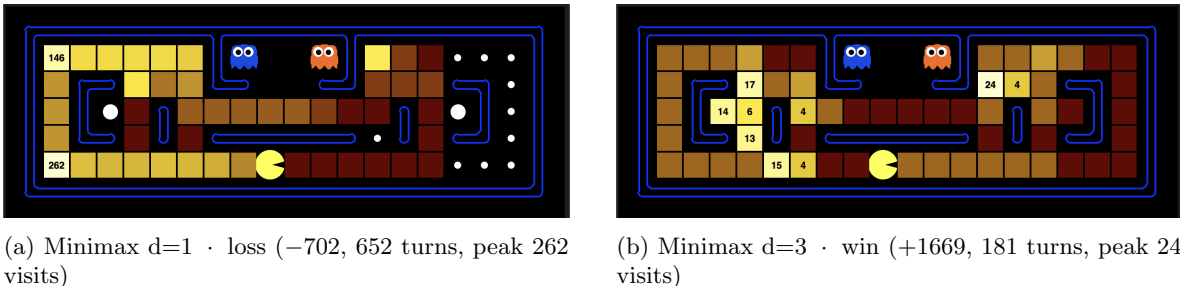 146
262
24 4
17
14 6 4
13
15 4
(a) Minimax d=1 · loss (−702, 652 turns, peak 262
visits)
(b) Minimax d=3 · win (+1669, 181 turns, peak 24
visits)